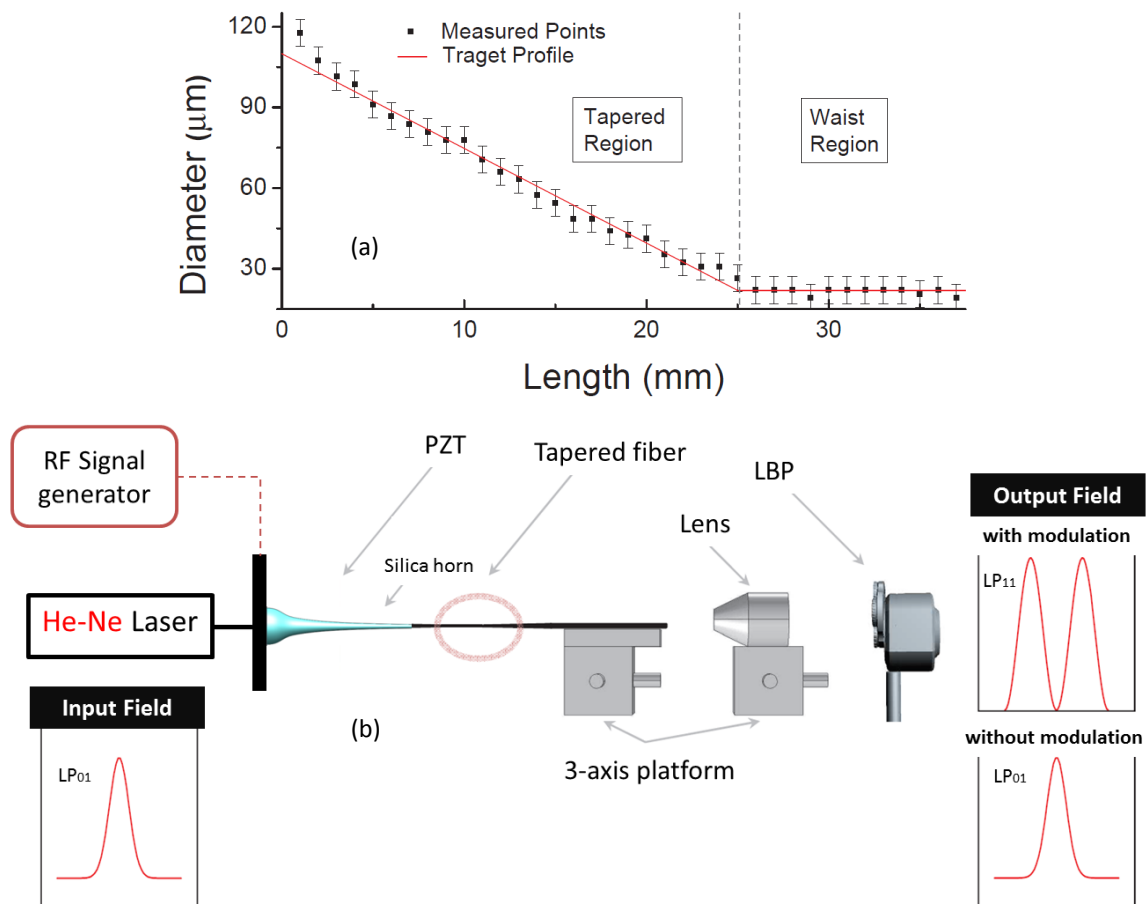 (a)
Measured Points
Traget Profile
Tapered
Region
Waist
Region
Diameter (μm)
120
90
60
30
0
10
20
30
Length (mm)
RF Signal
generator
PZT
Tapered fiber
LBP
Lens
Silica horn
He-Ne Laser
Output Field
with modulation
LP11
Input Field
LP01
(b)
3-axis platform
without modulation
LP01